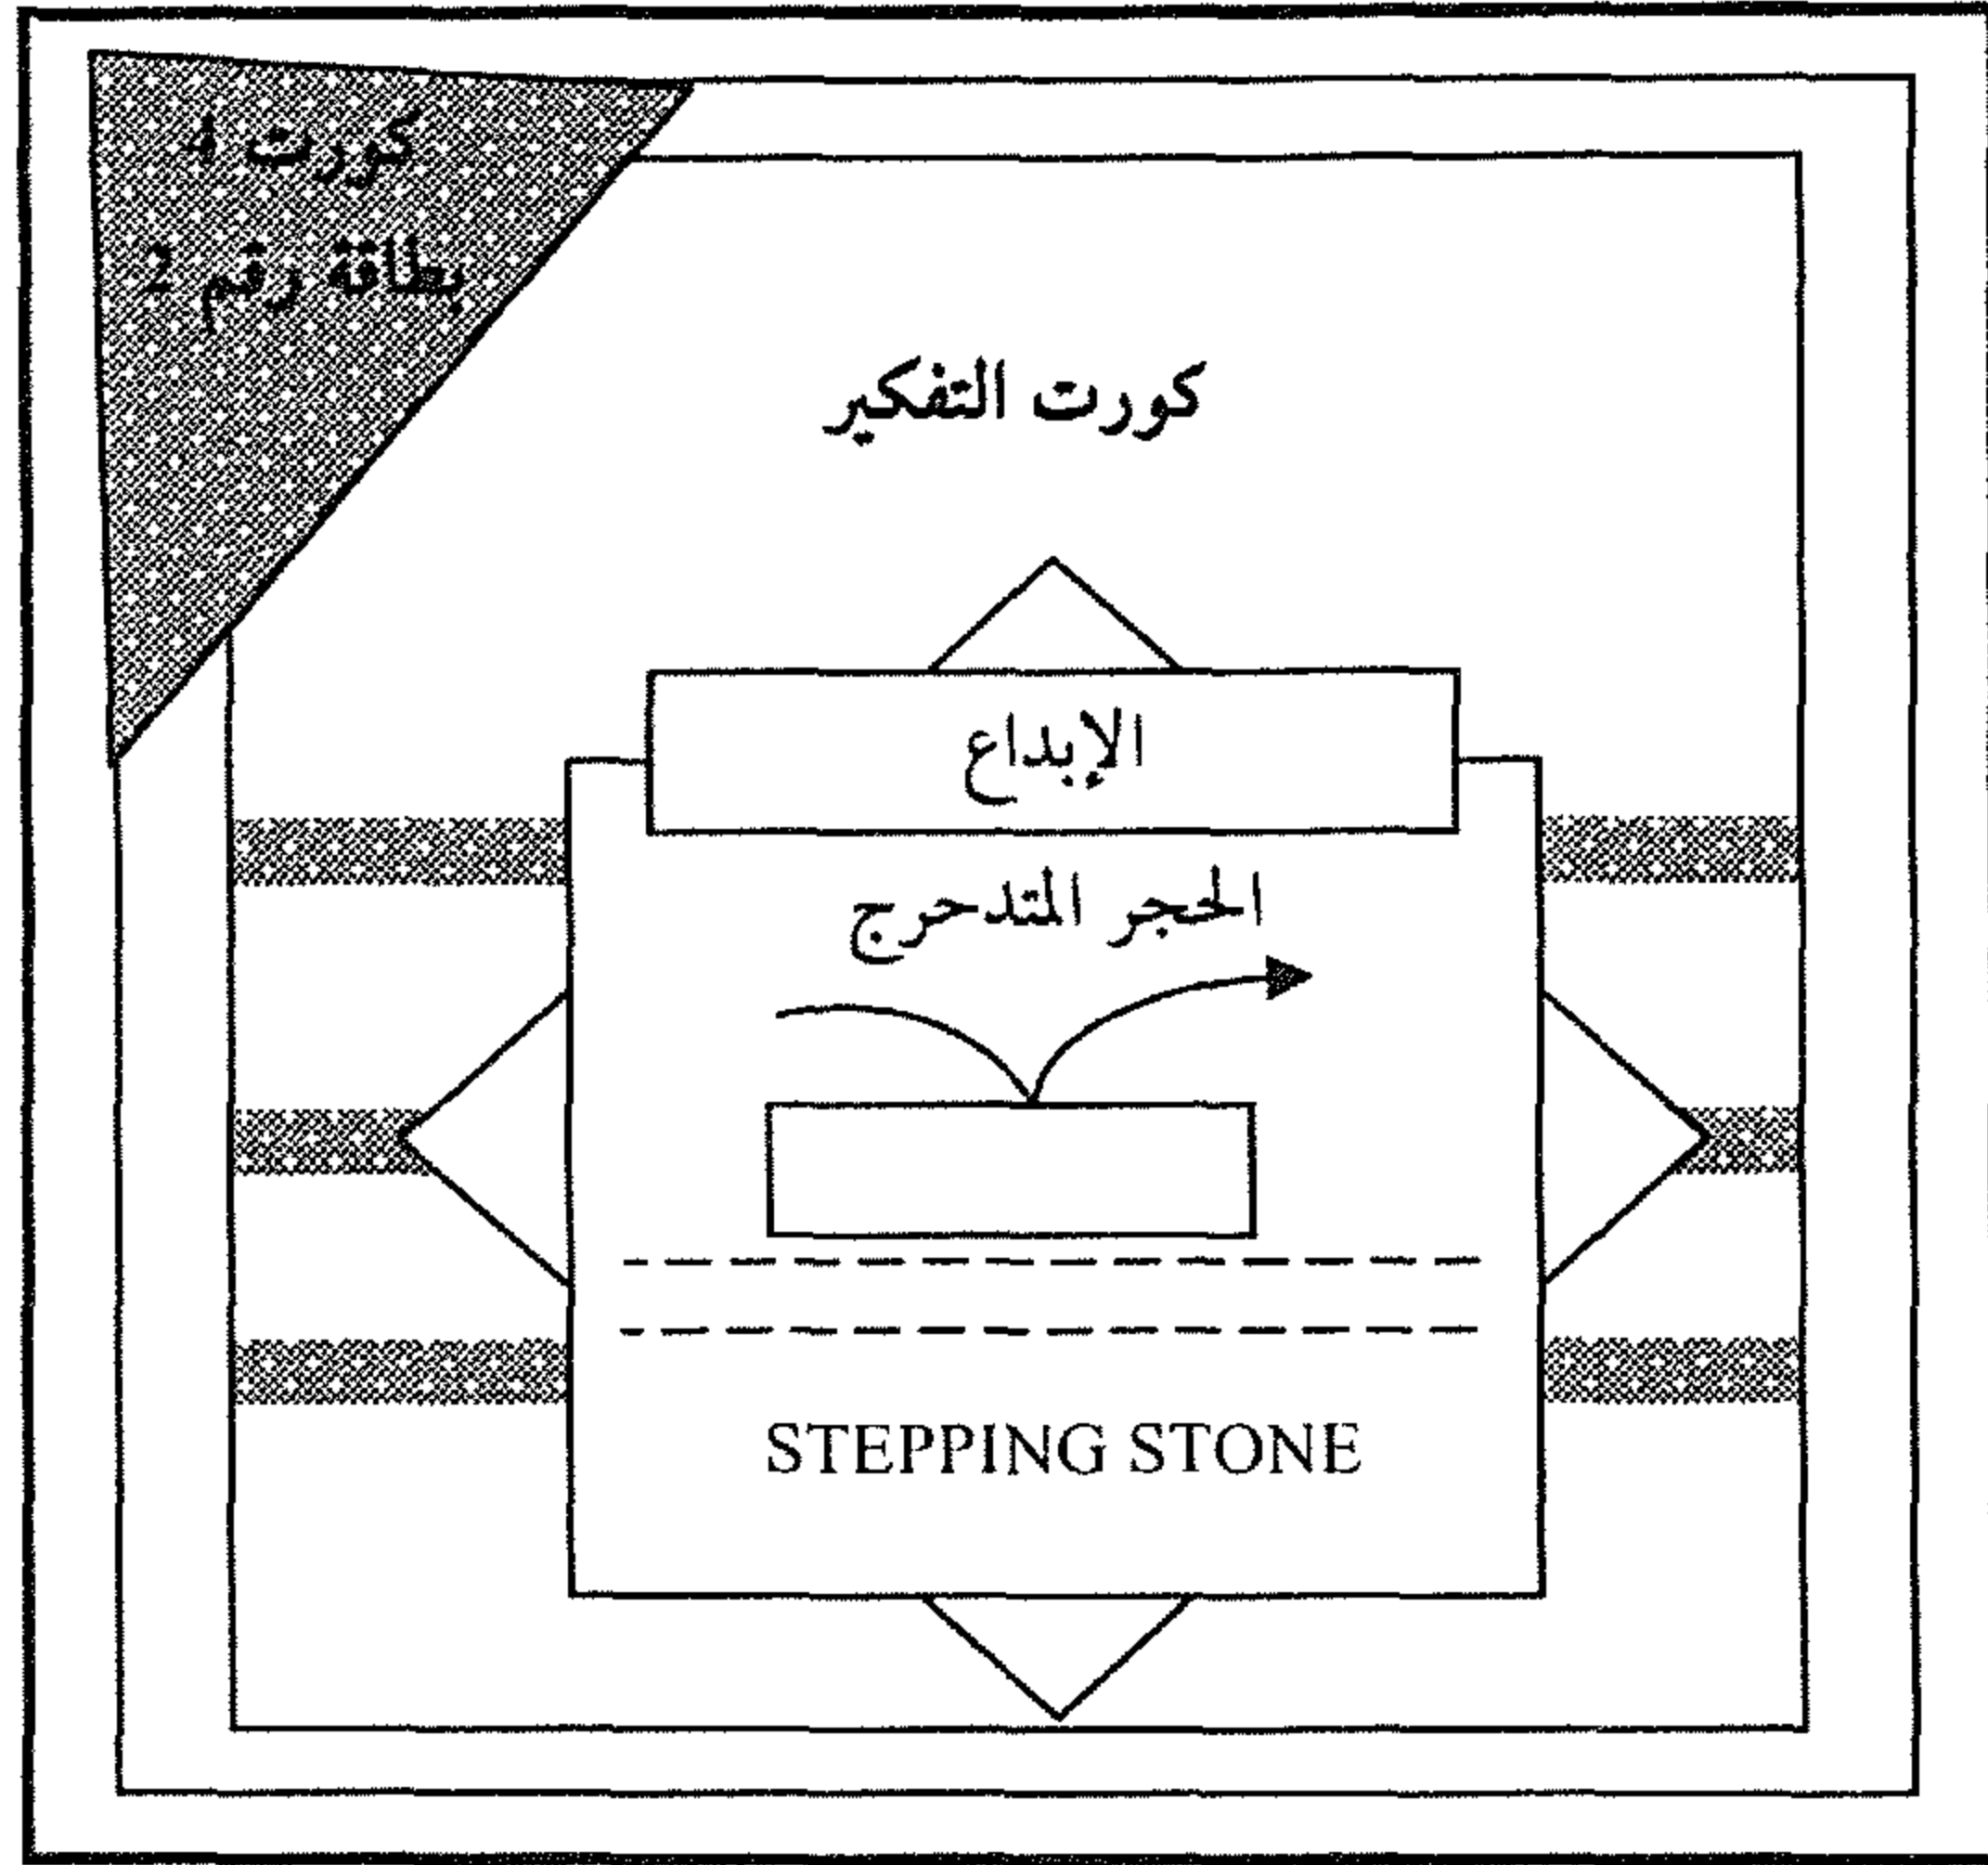 كورت 4
بطاقة رقم 2
كورت التفكير
الإبداع
الحجر المتدحرج
STEPPING STONE